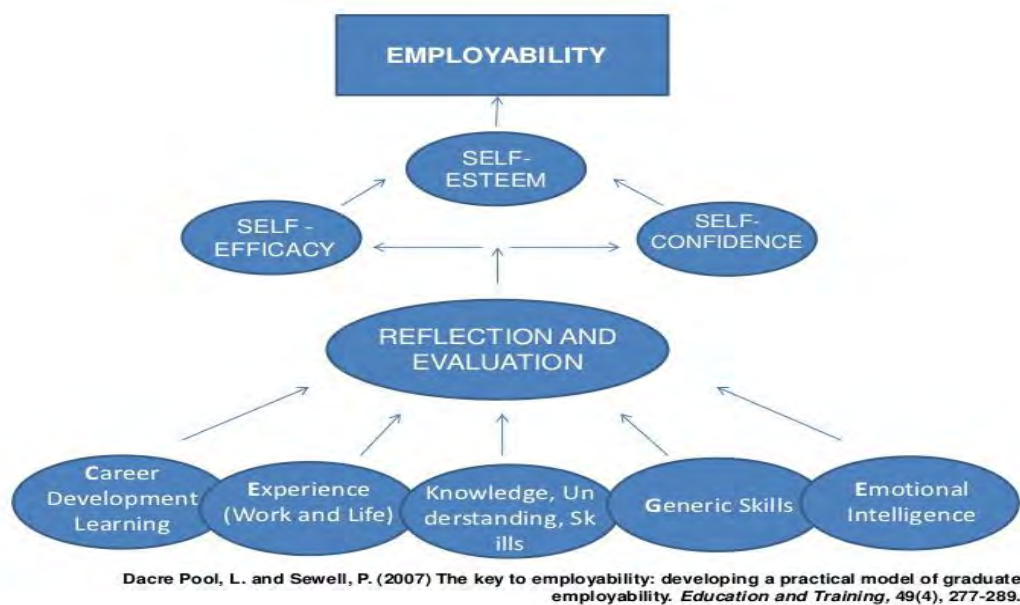 EMPLOYABILITY
SELF-
ESTEEM
SELF -
EFFICACY
SELF-
CONFIDENCE
REFLECTION AND
EVALUATION
Career
Development
Learning
Experience
(Work and Life)
Knowledge, Un
derstanding, Sk
ills
Generic Skills
Emotional
Intelligence
Dacre Pool, L. and Sewell, P. (2007) The key to employability: developing a practical model of graduate
employability. Education and Training, 49(4), 277-289.